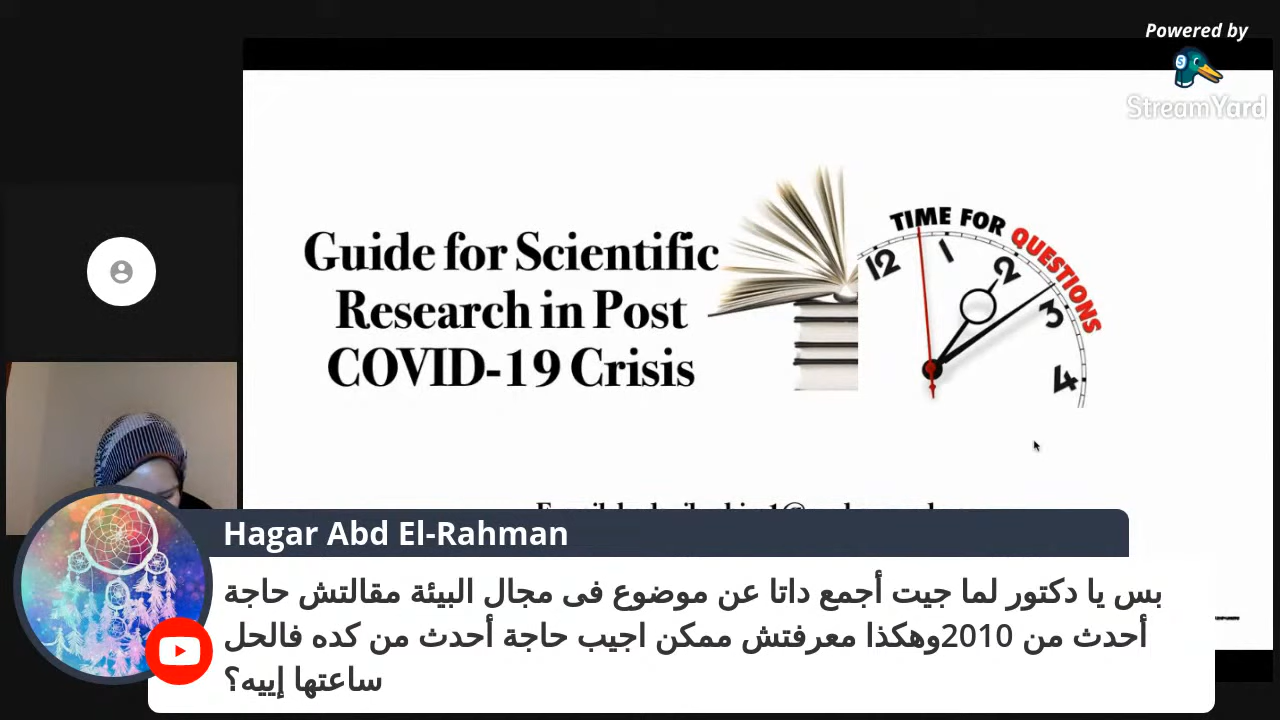 Powered by
StreamYard
Guide for Scientific
Research in Post
COVID-19 Crisis
TIME FOR QUESTIONS
12 1 2 3 4
Hagar Abd El-Rahman
بس يا دكتور لما جيت أجمع داتا عن موضوع فى مجال البيئة مقالتش حاجة
أحدث من 2010وهكذا معرفتش ممكن اجيب حاجة أحدث من كده فالحل
ساعتها إييه؟